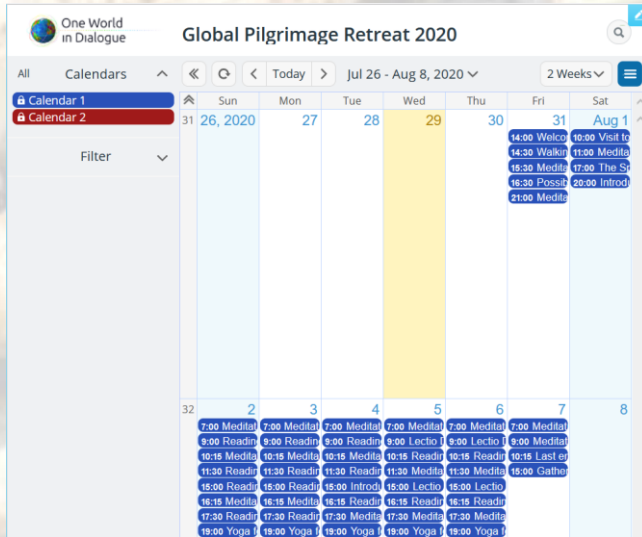 One World
in Dialogue
Global Pilgrimage Retreat 2020
All Calendars
Today
Jul 26 - Aug 8, 2020
2 Weeks
Calendar 1
Calendar 2
Filter
Sun Mon Tue Wed Thu Fri Sat
31 26, 2020 27 28 29 30 31 Aug 1
14:00 Welco 10:00 Visit to
14:30 Walkin 11:00 Medita
15:30 Medita 17:00 The Sp
16:30 Possib 20:00 Introdu
21:00 Medita
32 2 3 4 5 6 7 8
7:00 Meditat 7:00 Meditat 7:00 Meditat 7:00 Meditat 7:00 Meditat 7:00 Meditat
9:00 Readin 9:00 Readin 9:00 Readin 9:00 Lectio D 9:00 Lectio D 9:00 Meditat
10:15 Medita 10:15 Medita 10:15 Medita 10:15 Readin 10:15 Readin 10:15 Last en
11:30 Readin 11:30 Readin 11:30 Readin 11:30 Medita 11:30 Medita 15:00 Gather
15:00 Readin 15:00 Readin 15:00 Introdu 15:00 Lectio 15:00 Lectio
16:15 Medita 16:15 Medita 16:15 Readin 16:15 Readin 16:15 Readin
17:30 Readin 17:30 Readin 17:30 Medita 17:30 Medita 17:30 Medita
19:00 Yoga f 19:00 Yoga f 19:00 Yoga f 19:00 Yoga f 19:00 Yoga f